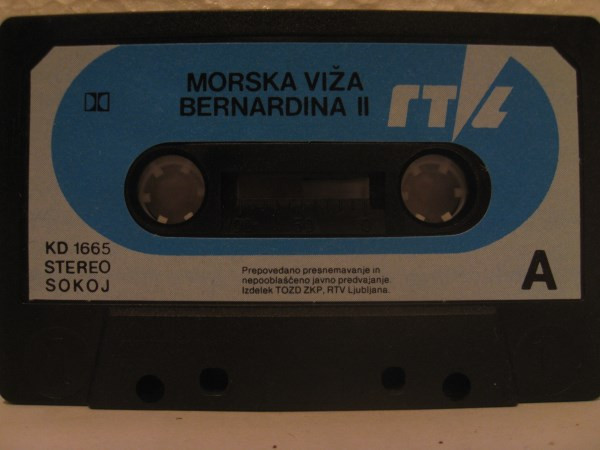 MORSKA VIŽA
BERNARDINA II
RTVL
KD 1665
STEREO
SOKOJ
Prepovedano presnemavanje in
nepooblaščeno javno predvajanje.
Izdelek TOZD ZKP, RTV Ljubljana.
A